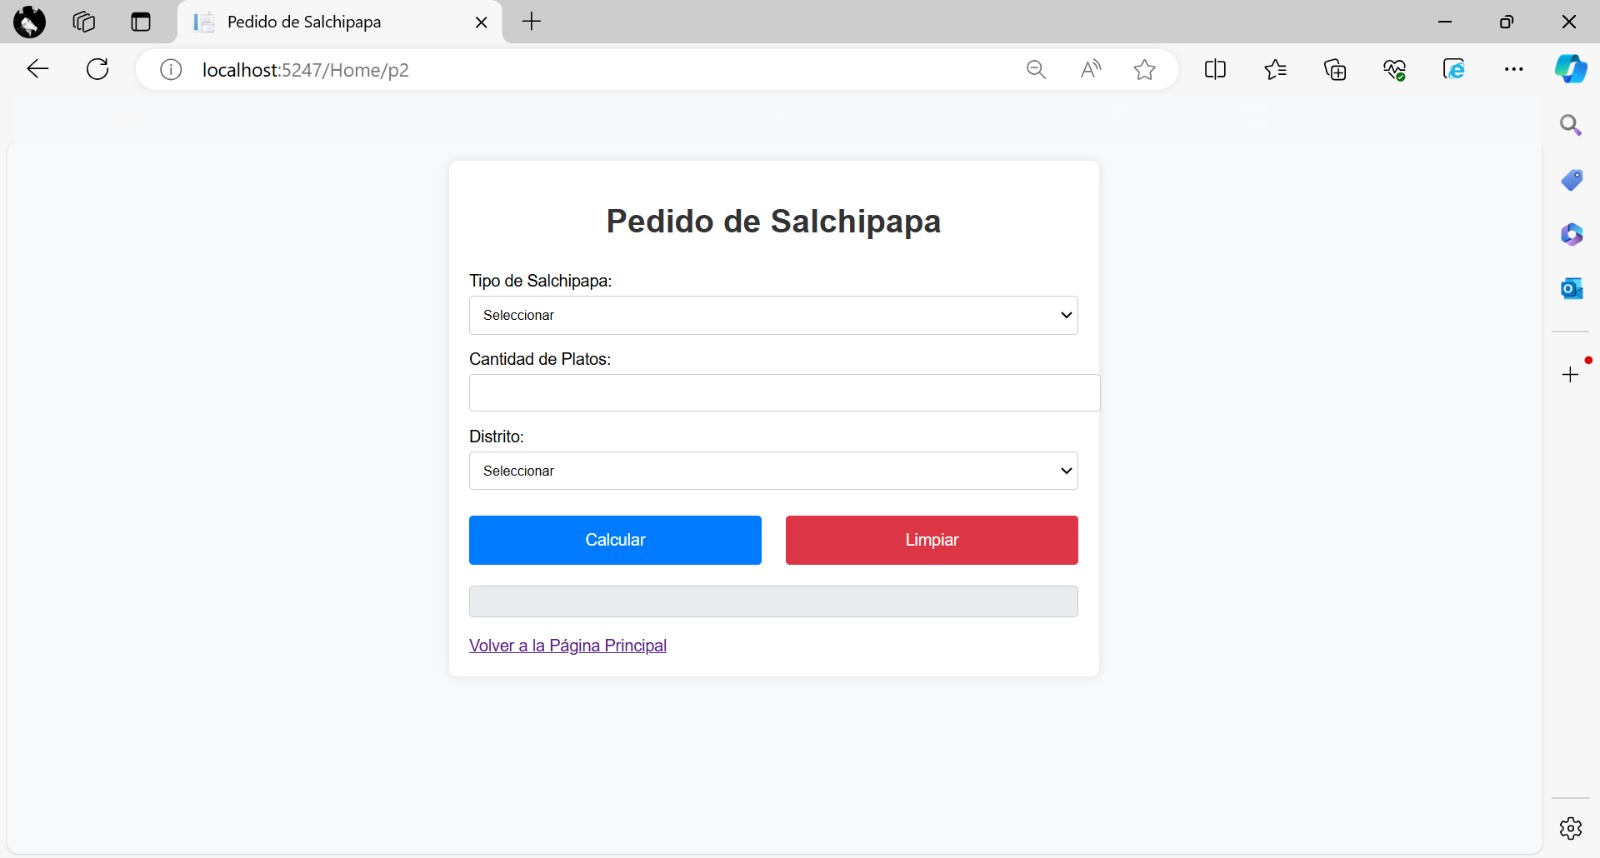 Pedido de Salchipapa
localhost:5247/Home/p2
Pedido de Salchipapa
Tipo de Salchipapa:
Seleccionar
Cantidad de Platos:
Distrito:
Seleccionar
Calcular Limpiar
Volver a la Página Principal